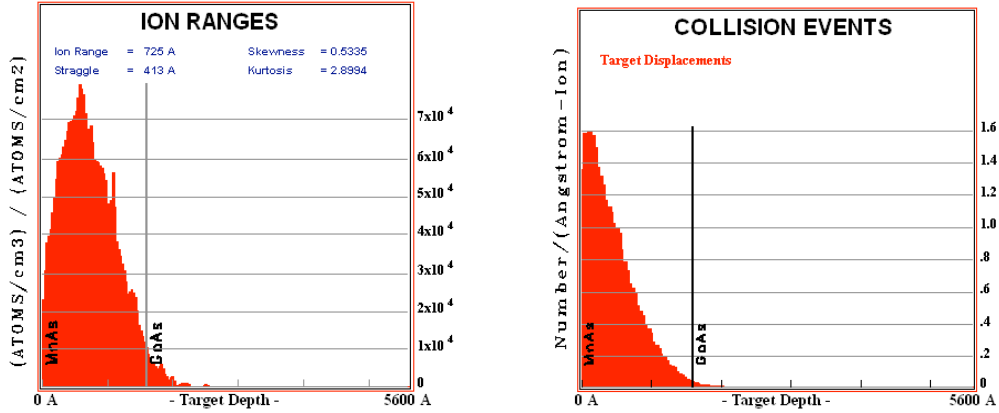 ION RANGES
Ion Range = 725 A Skewness = 0.5335
Straggle = 413 A Kurtosis = 2.8994
(ATOMS/cm3) / (ATOMS/cm2)
7x10 4
6x10 4
5x10 4
4x10 4
3x10 4
2x10 4
1x10 4
0
MnAs
GaAs
0 A - Target Depth - 5600 A
COLLISION EVENTS
Target Displacements
Number/(Angstrom-Ion)
1.6
1.4
1.2
1.0
.8
.6
.4
.2
0
MnAs
GaAs
0 A - Target Depth - 5600 A